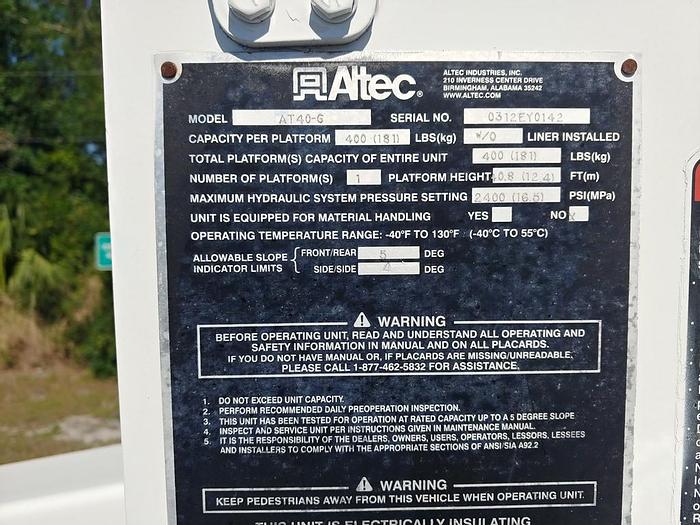 Altec®
ALTEC INDUSTRIES, INC.
210 INVERNESS CENTER DRIVE
BIRMINGHAM, ALABAMA 35242
WWW.ALTEC.COM
MODEL AT40-G SERIAL NO. 0312EY0142
CAPACITY PER PLATFORM 400 (181) LBS(kg) W/O LINER INSTALLED
TOTAL PLATFORM(S) CAPACITY OF ENTIRE UNIT 400 (181) LBS(kg)
NUMBER OF PLATFORM(S) 1 PLATFORM HEIGHT 40.8 (12.4) FT(m)
MAXIMUM HYDRAULIC SYSTEM PRESSURE SETTING 2400 (16.5) PSI(MPa)
UNIT IS EQUIPPED FOR MATERIAL HANDLING YES NO X
OPERATING TEMPERATURE RANGE: -40°F TO 130°F (-40°C TO 55°C)
ALLOWABLE SLOPE INDICATOR LIMITS { FRONT/REAR 5 DEG
SIDE/SIDE 4 DEG
WARNING
BEFORE OPERATING UNIT, READ AND UNDERSTAND ALL OPERATING AND
SAFETY INFORMATION IN MANUAL AND ON ALL PLACARDS.
IF YOU DO NOT HAVE MANUAL OR, IF PLACARDS ARE MISSING/UNREADABLE,
PLEASE CALL 1-877-462-5832 FOR ASSISTANCE.
1. DO NOT EXCEED UNIT CAPACITY.
2. PERFORM RECOMMENDED DAILY PREOPERATION INSPECTION.
3. THIS UNIT HAS BEEN TESTED FOR OPERATION AT RATED CAPACITY UP TO A 5 DEGREE SLOPE
4. INSPECT AND SERVICE UNIT PER INSTRUCTIONS GIVEN IN MAINTENANCE MANUAL.
5. IT IS THE RESPONSIBILITY OF THE DEALERS, OWNERS, USERS, OPERATORS, LESSORS, LESSEES
AND INSTALLERS TO COMPLY WITH THE APPROPRIATE SECTIONS OF ANSI/SIA A92.2
WARNING
KEEP PEDESTRIANS AWAY FROM THIS VEHICLE WHEN OPERATING UNIT.
THIS UNIT IS ELECTRICALLY INSULATING